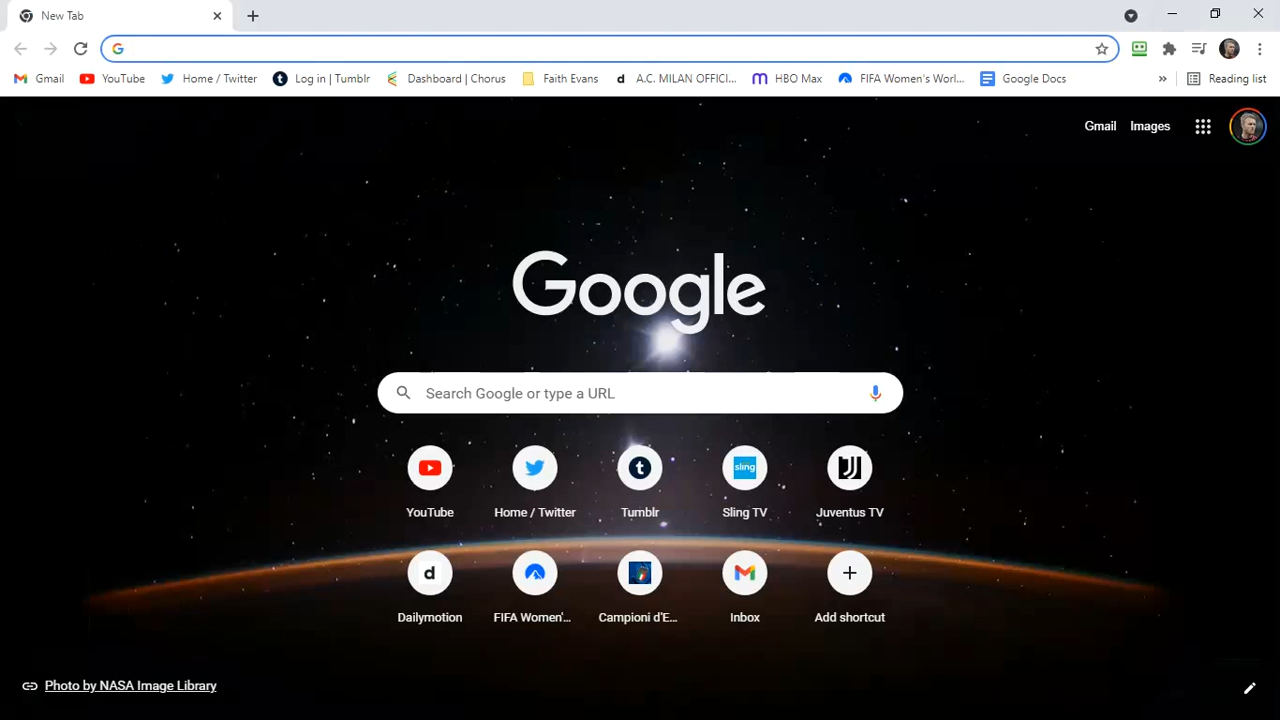 New Tab
Gmail YouTube Home / Twitter Log in | Tumblr Dashboard | Chorus Faith Evans d A.C. MILAN OFFICI... HBO Max FIFA Women's Worl... Google Docs » Reading list
Gmail Images
Google
Search Google or type a URL
t sling
YouTube Home / Twitter Tumblr Sling TV Juventus TV
d
Dailymotion FIFA Women'... Campioni d'E... Inbox Add shortcut
Photo by NASA Image Library